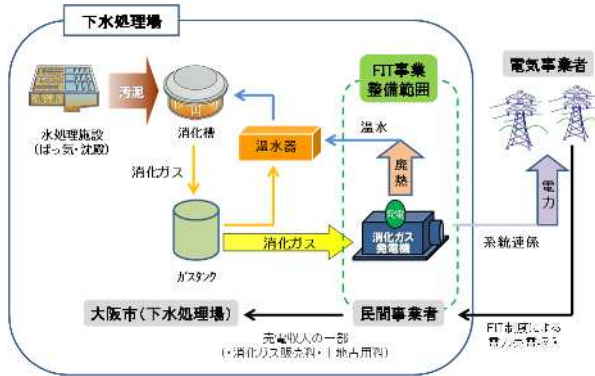 下水処理場
FIT事業
整備範囲
電気事業者
汚泥
水処理施設
(ばっ気・沈殿)
消化槽
温水器
温水
廃熱
電力
消化ガス
発電
消化ガス
発電機
消化ガス
ガスタンク
系統連係
大阪市(下水処理場)
民間事業者
売電収入の一部
(・消化ガス販売料・土地占用料)
FIT制度による